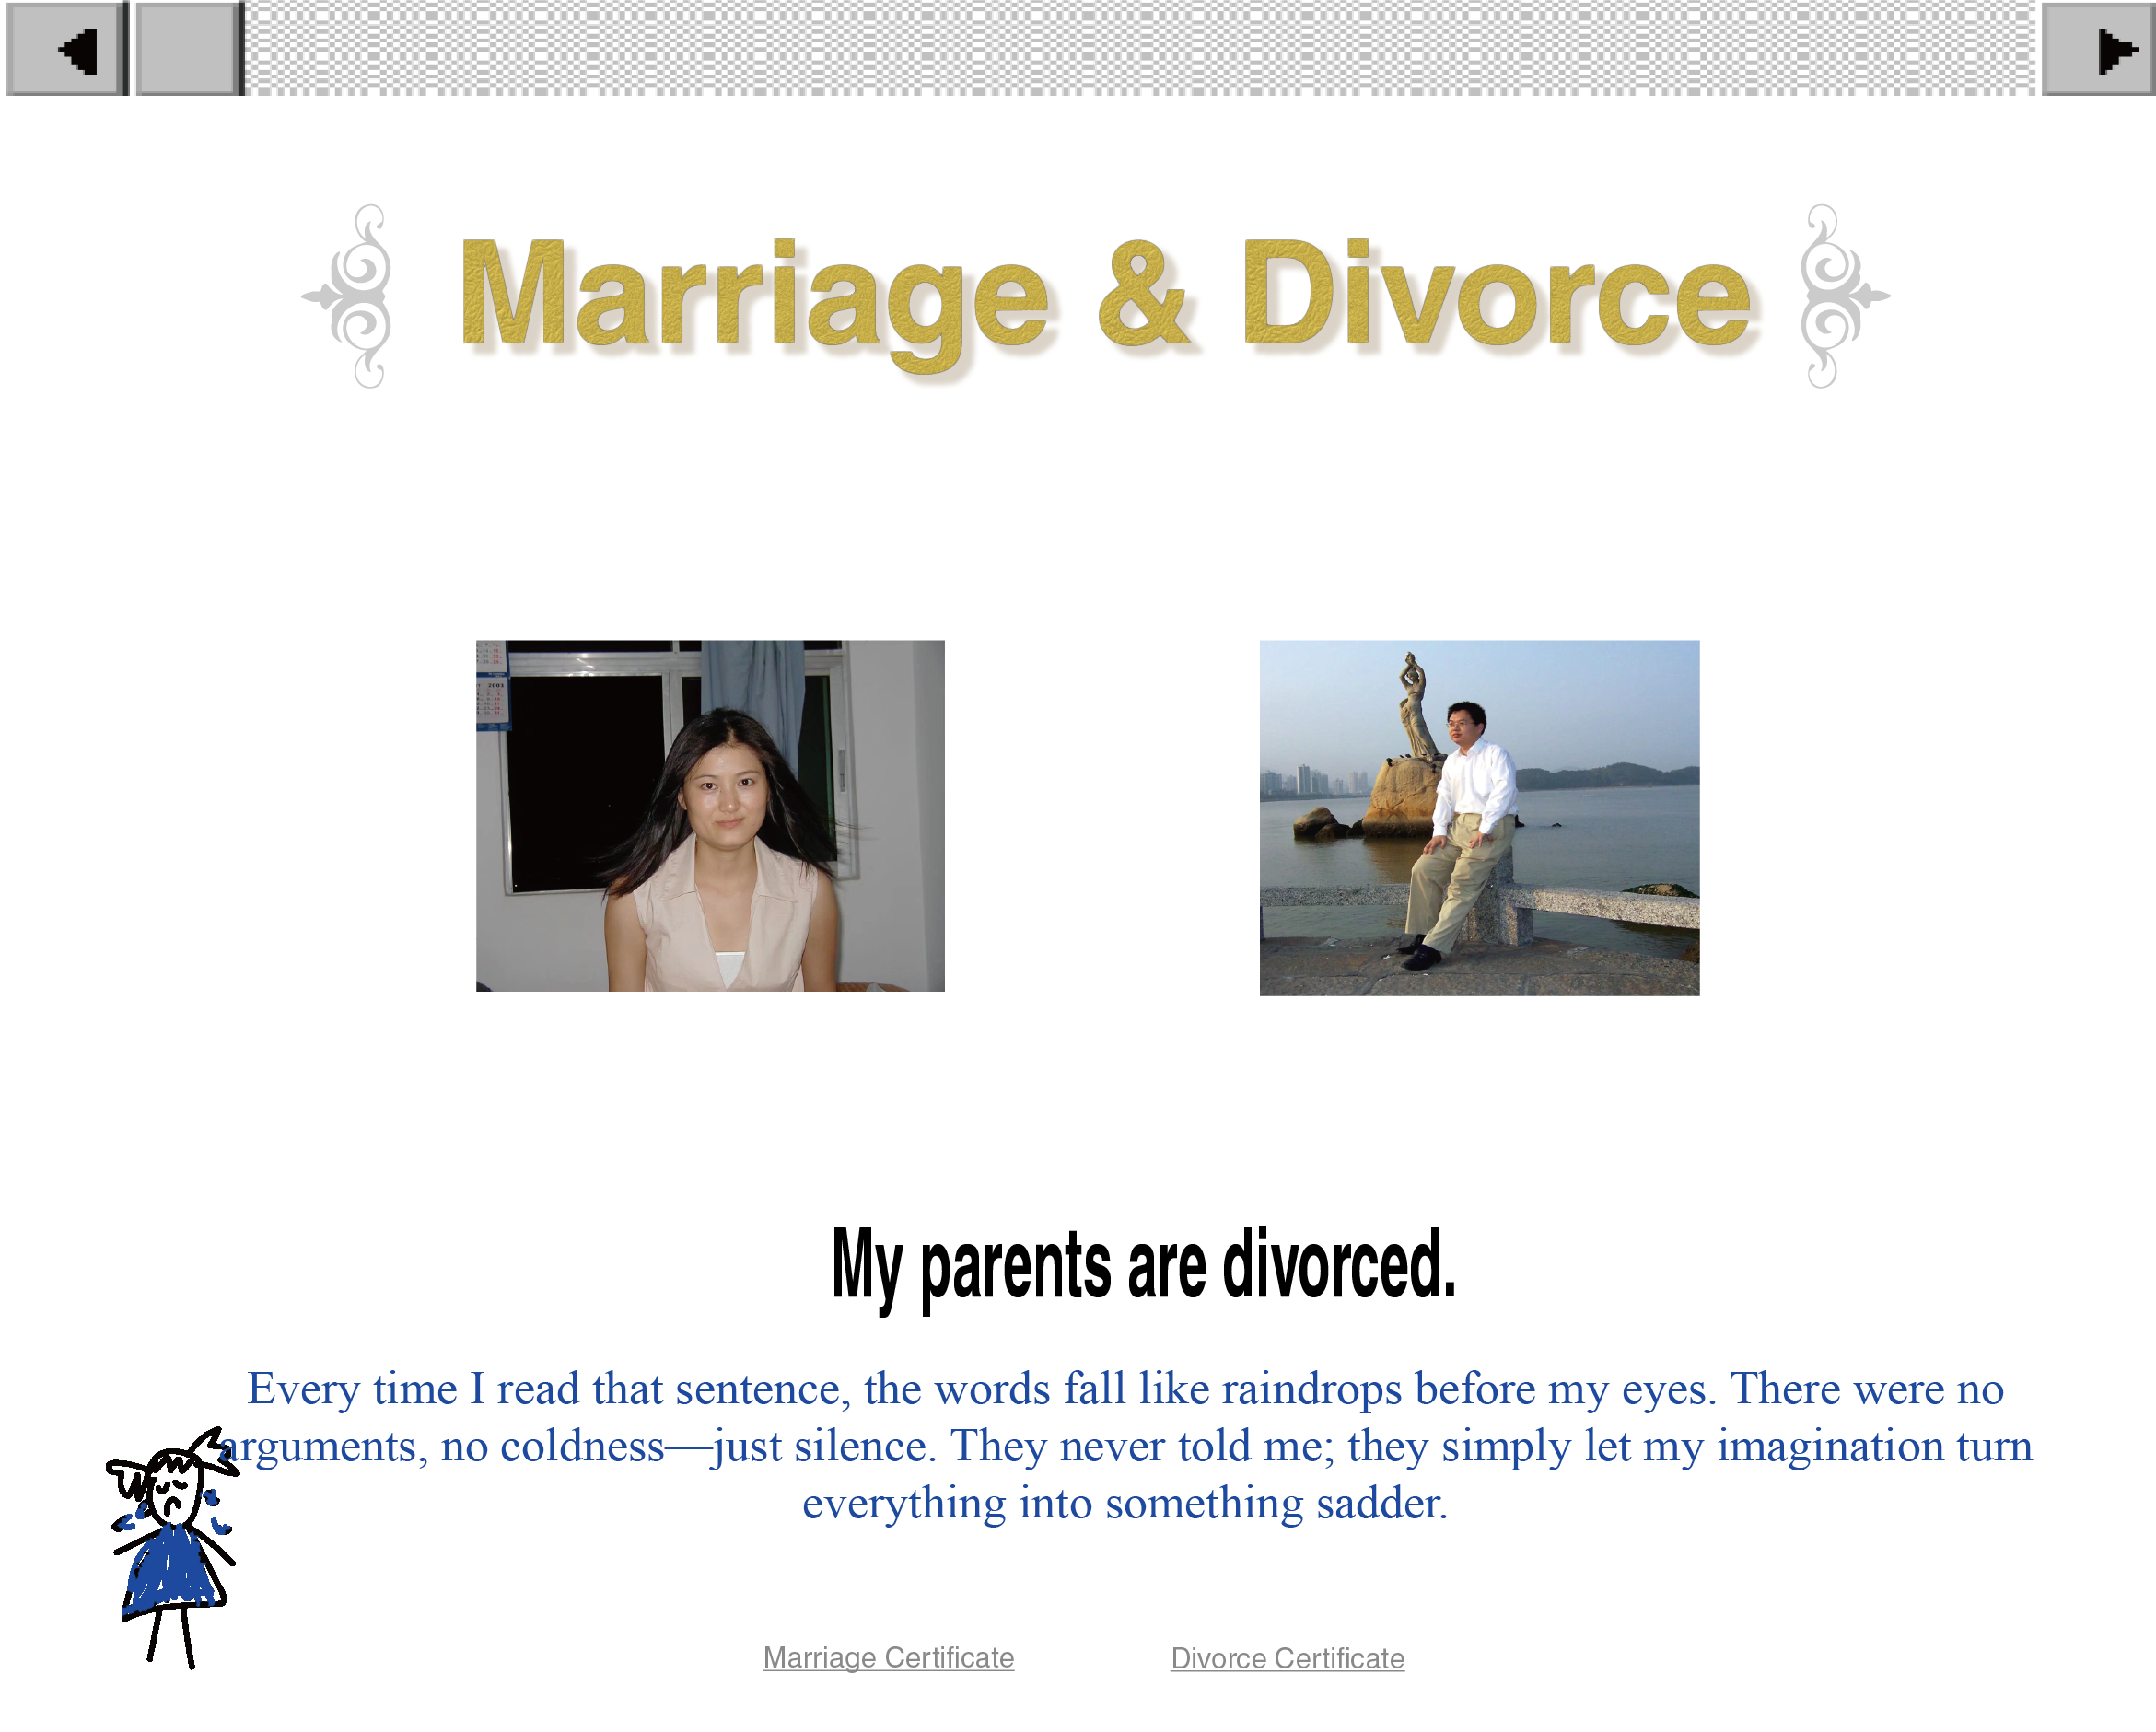 Marriage & Divorce
2003
My parents are divorced.
Every time I read that sentence, the words fall like raindrops before my eyes. There were no
arguments, no coldness—just silence. They never told me; they simply let my imagination turn
everything into something sadder.
Marriage Certificate
Divorce Certificate